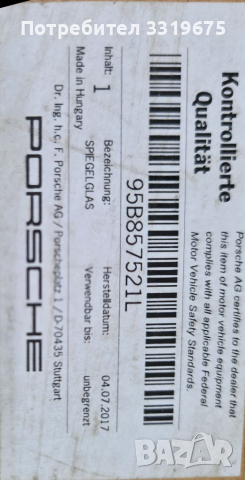 Porsche AG certifies to the dealer that
this item of motor vehicle equipment
complies with all applicable Federal
Motor Vehicle Safety Standards.
Kontrollierte
Qualität
95B857521L
Inhalt: Bezeichnung: Herstelldatum: 04.07.2017
1 SPIEGELGLAS Verwendbar bis: unbegrenzt
Made in Hungary
Dr. Ing. h.c. F. Porsche AG / Porscheplatz 1 / D-70435 Stuttgart
PORSCHE
Потребител 3319675
BAZAR
bg